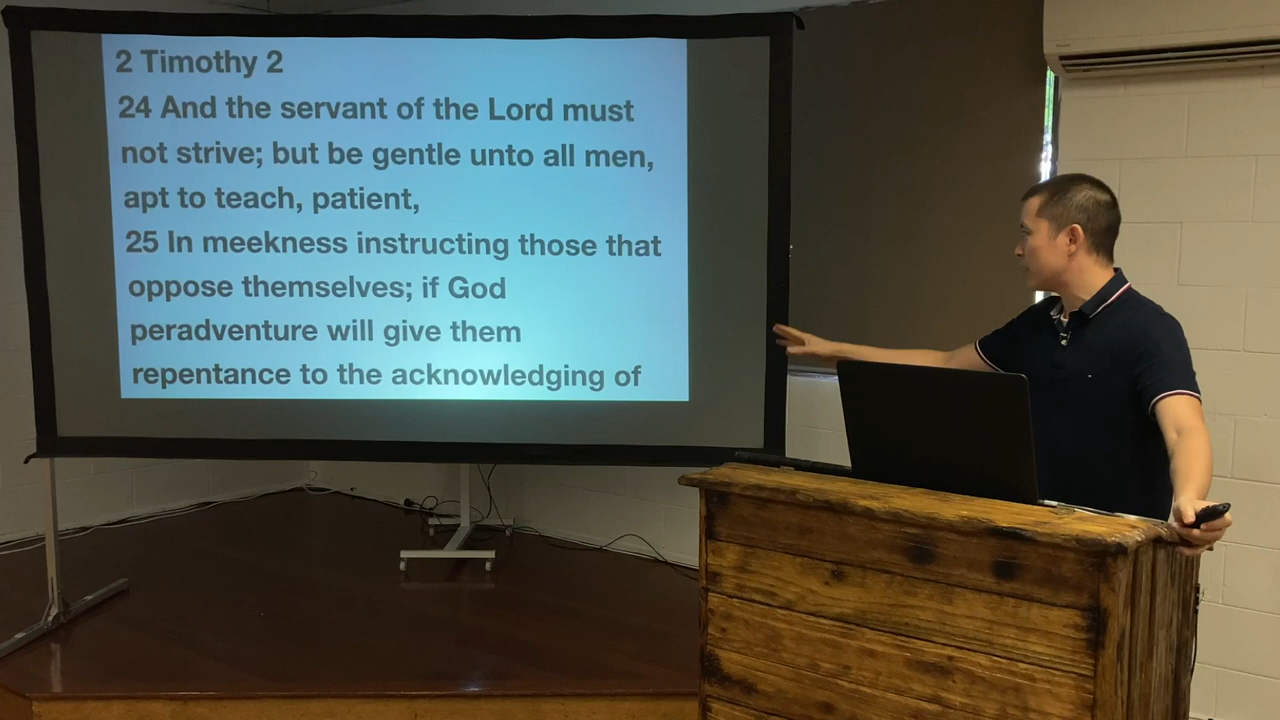 2 Timothy 2
24 And the servant of the Lord must
not strive; but be gentle unto all men,
apt to teach, patient,
25 In meekness instructing those that
oppose themselves; if God
peradventure will give them
repentance to the acknowledging of